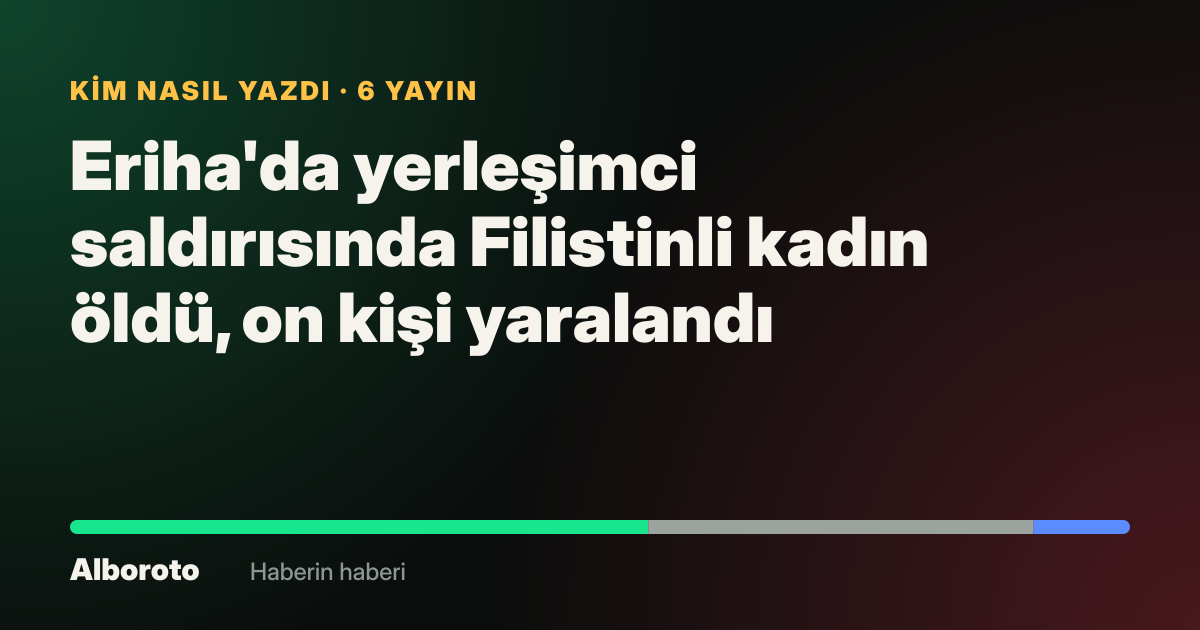 KİM NASIL YAZDI · 6 YAYIN
Eriha'da yerleşimci
saldırısında Filistinli kadın
öldü, on kişi yaralandı
Alboroto
Haberin haberi